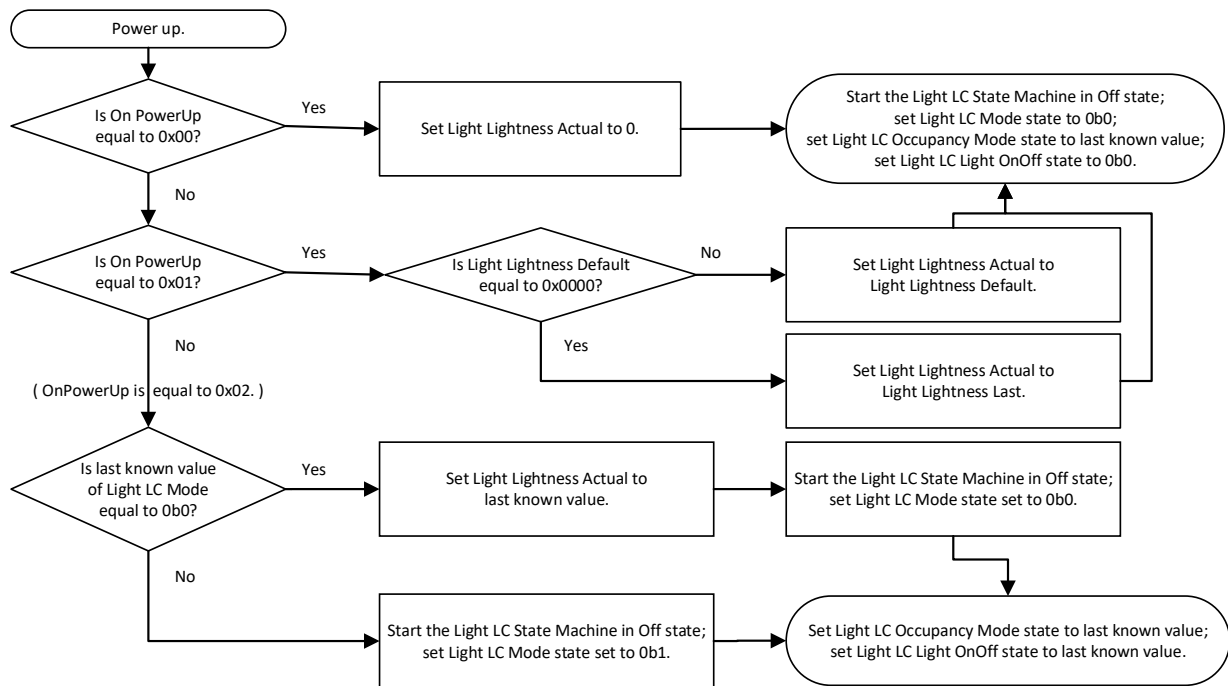 Power up.
Is On PowerUp
equal to 0x00?
Yes
Set Light Lightness Actual to 0.
Start the Light LC State Machine in Off state;
set Light LC Mode state to 0b0;
set Light LC Occupancy Mode state to last known value;
set Light LC Light OnOff state to 0b0.
No
Is On PowerUp
equal to 0x01?
Yes
Is Light Lightness Default
equal to 0x0000?
No
Set Light Lightness Actual to
Light Lightness Default.
Yes
Set Light Lightness Actual to
Light Lightness Last.
No
( OnPowerUp is equal to 0x02. )
Is last known value
of Light LC Mode
equal to 0b0?
Yes
Set Light Lightness Actual to
last known value.
Start the Light LC State Machine in Off state;
set Light LC Mode state set to 0b0.
No
Start the Light LC State Machine in Off state;
set Light LC Mode state set to 0b1.
Set Light LC Occupancy Mode state to last known value;
set Light LC Light OnOff state to last known value.